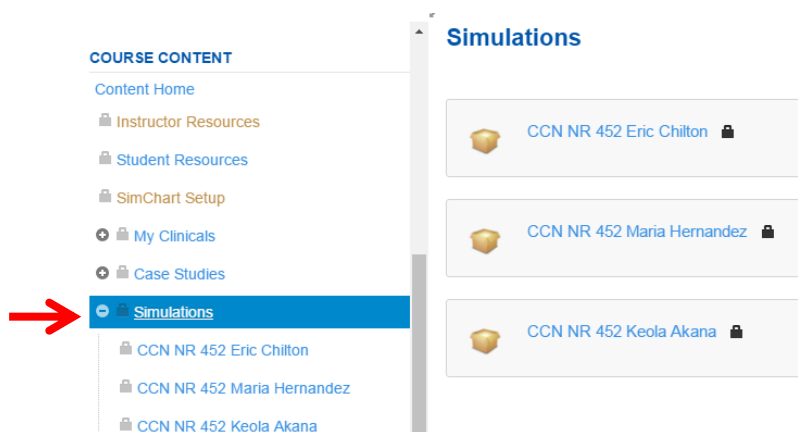 COURSE CONTENT
Content Home
Instructor Resources
Student Resources
SimChart Setup
My Clinicals
Case Studies
Simulations
CCN NR 452 Eric Chilton
CCN NR 452 Maria Hernandez
CCN NR 452 Keola Akana
Simulations
CCN NR 452 Eric Chilton
CCN NR 452 Maria Hernandez
CCN NR 452 Keola Akana